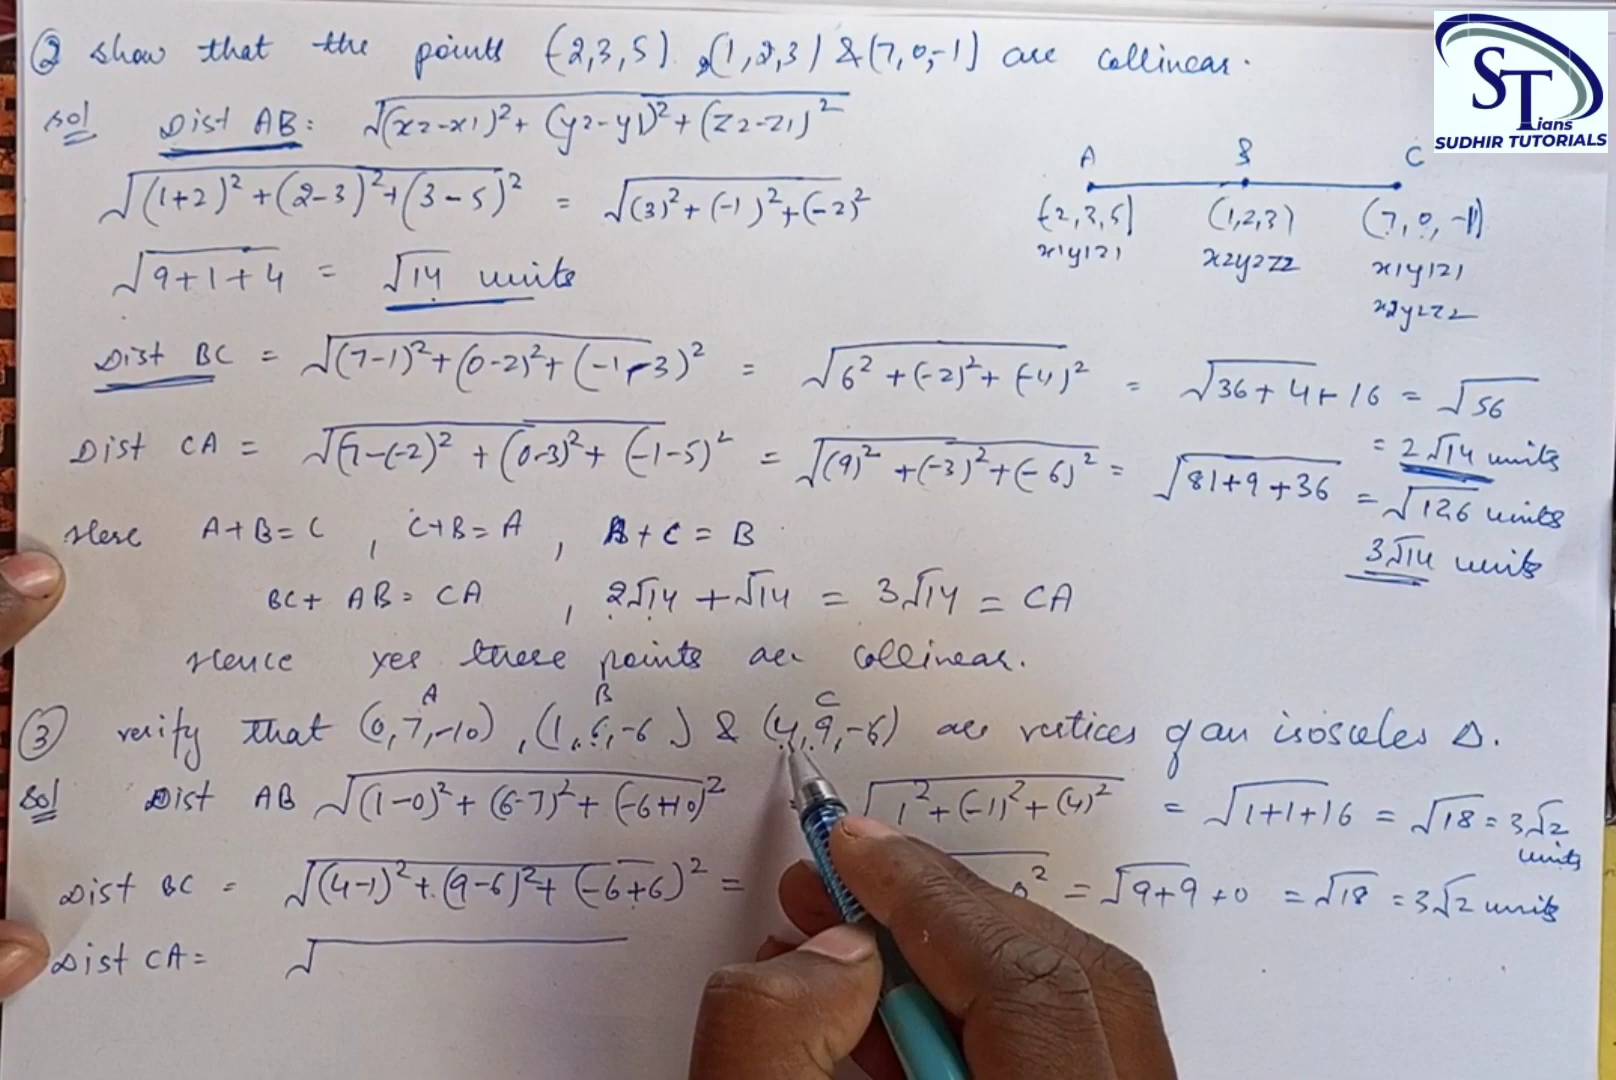 ② show that the points (-2,3,5), (1,2,3) & (7,0,-1) are collinear.
sol Dist AB: √(x2-x1)²+(y2-y1)²+(z2-z1)²
√(1+2)²+(2-3)²+(3-5)² = √(3)²+(-1)²+(-2)²
√9+1+4 = √14 units
A B C
(-2,3,5) (1,2,3) (7,0,-1)
x1y1z1 x2y2z2 x1y1z1
x2y2z2
Dist BC = √(7-1)²+(0-2)²+(-1-3)² = √6²+(-2)²+(-4)² = √36+4+16 = √56
= 2√14 units
Dist CA = √(7-(-2)² + (0-3)²+(-1-5)² = √(9)²+(-3)²+(-6)² = √81+9+36 = √126 units
3√14 units
Here A+B=C , C+B=A , A+C=B
BC+AB=CA , 2√14+√14 = 3√14 = CA
Hence yes these points are collinear.
A B C
③ verify that (0,7,-10), (1,6,-6) & (4,9,-6) are vertices of an isosceles Δ.
Sol Dist AB √(1-0)²+(6-7)²+(-6+10)² = √1²+(-1)²+(4)² = √1+1+16 = √18 = 3√2 units
Dist BC = √(4-1)²+(9-6)²+(-6+6)² = 0² = √9+9+0 = √18 = 3√2 units
Dist CA = √
ST
ians
SUDHIR TUTORIALS